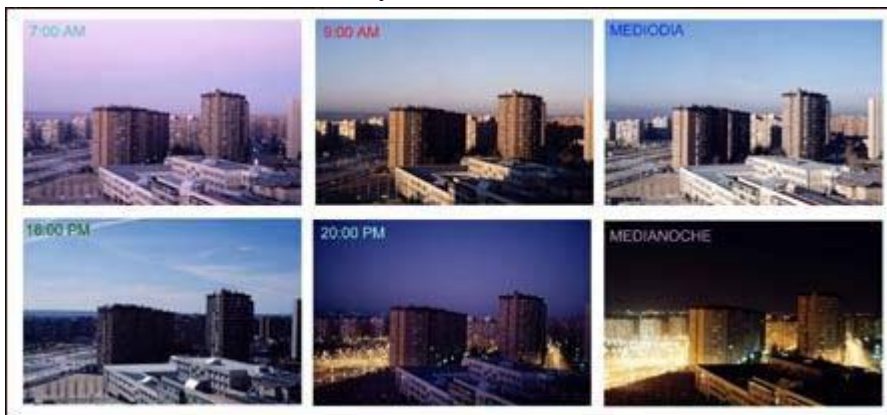 7:00 AM
9:00 AM
MEDIODIA
18:00 PM
20:00 PM
MEDIANOCHE